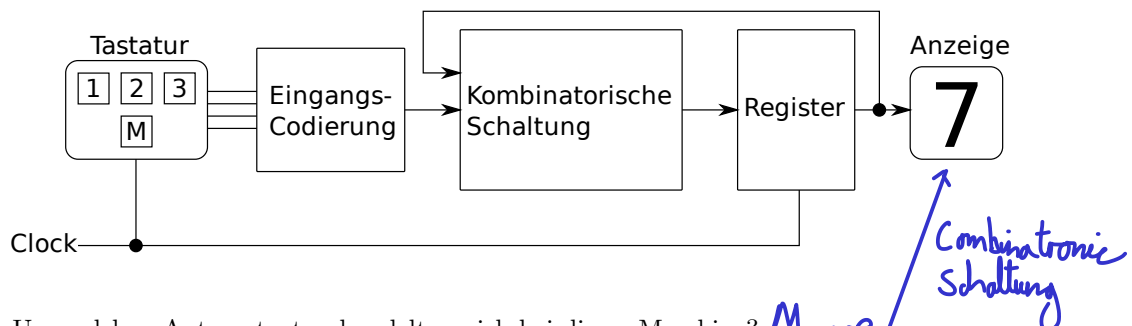 Tastatur
Anzeige
1 2 3
M
Eingangs-
Codierung
Kombinatorische
Schaltung
Register
7
Clock
Combinatronic
Schaltung